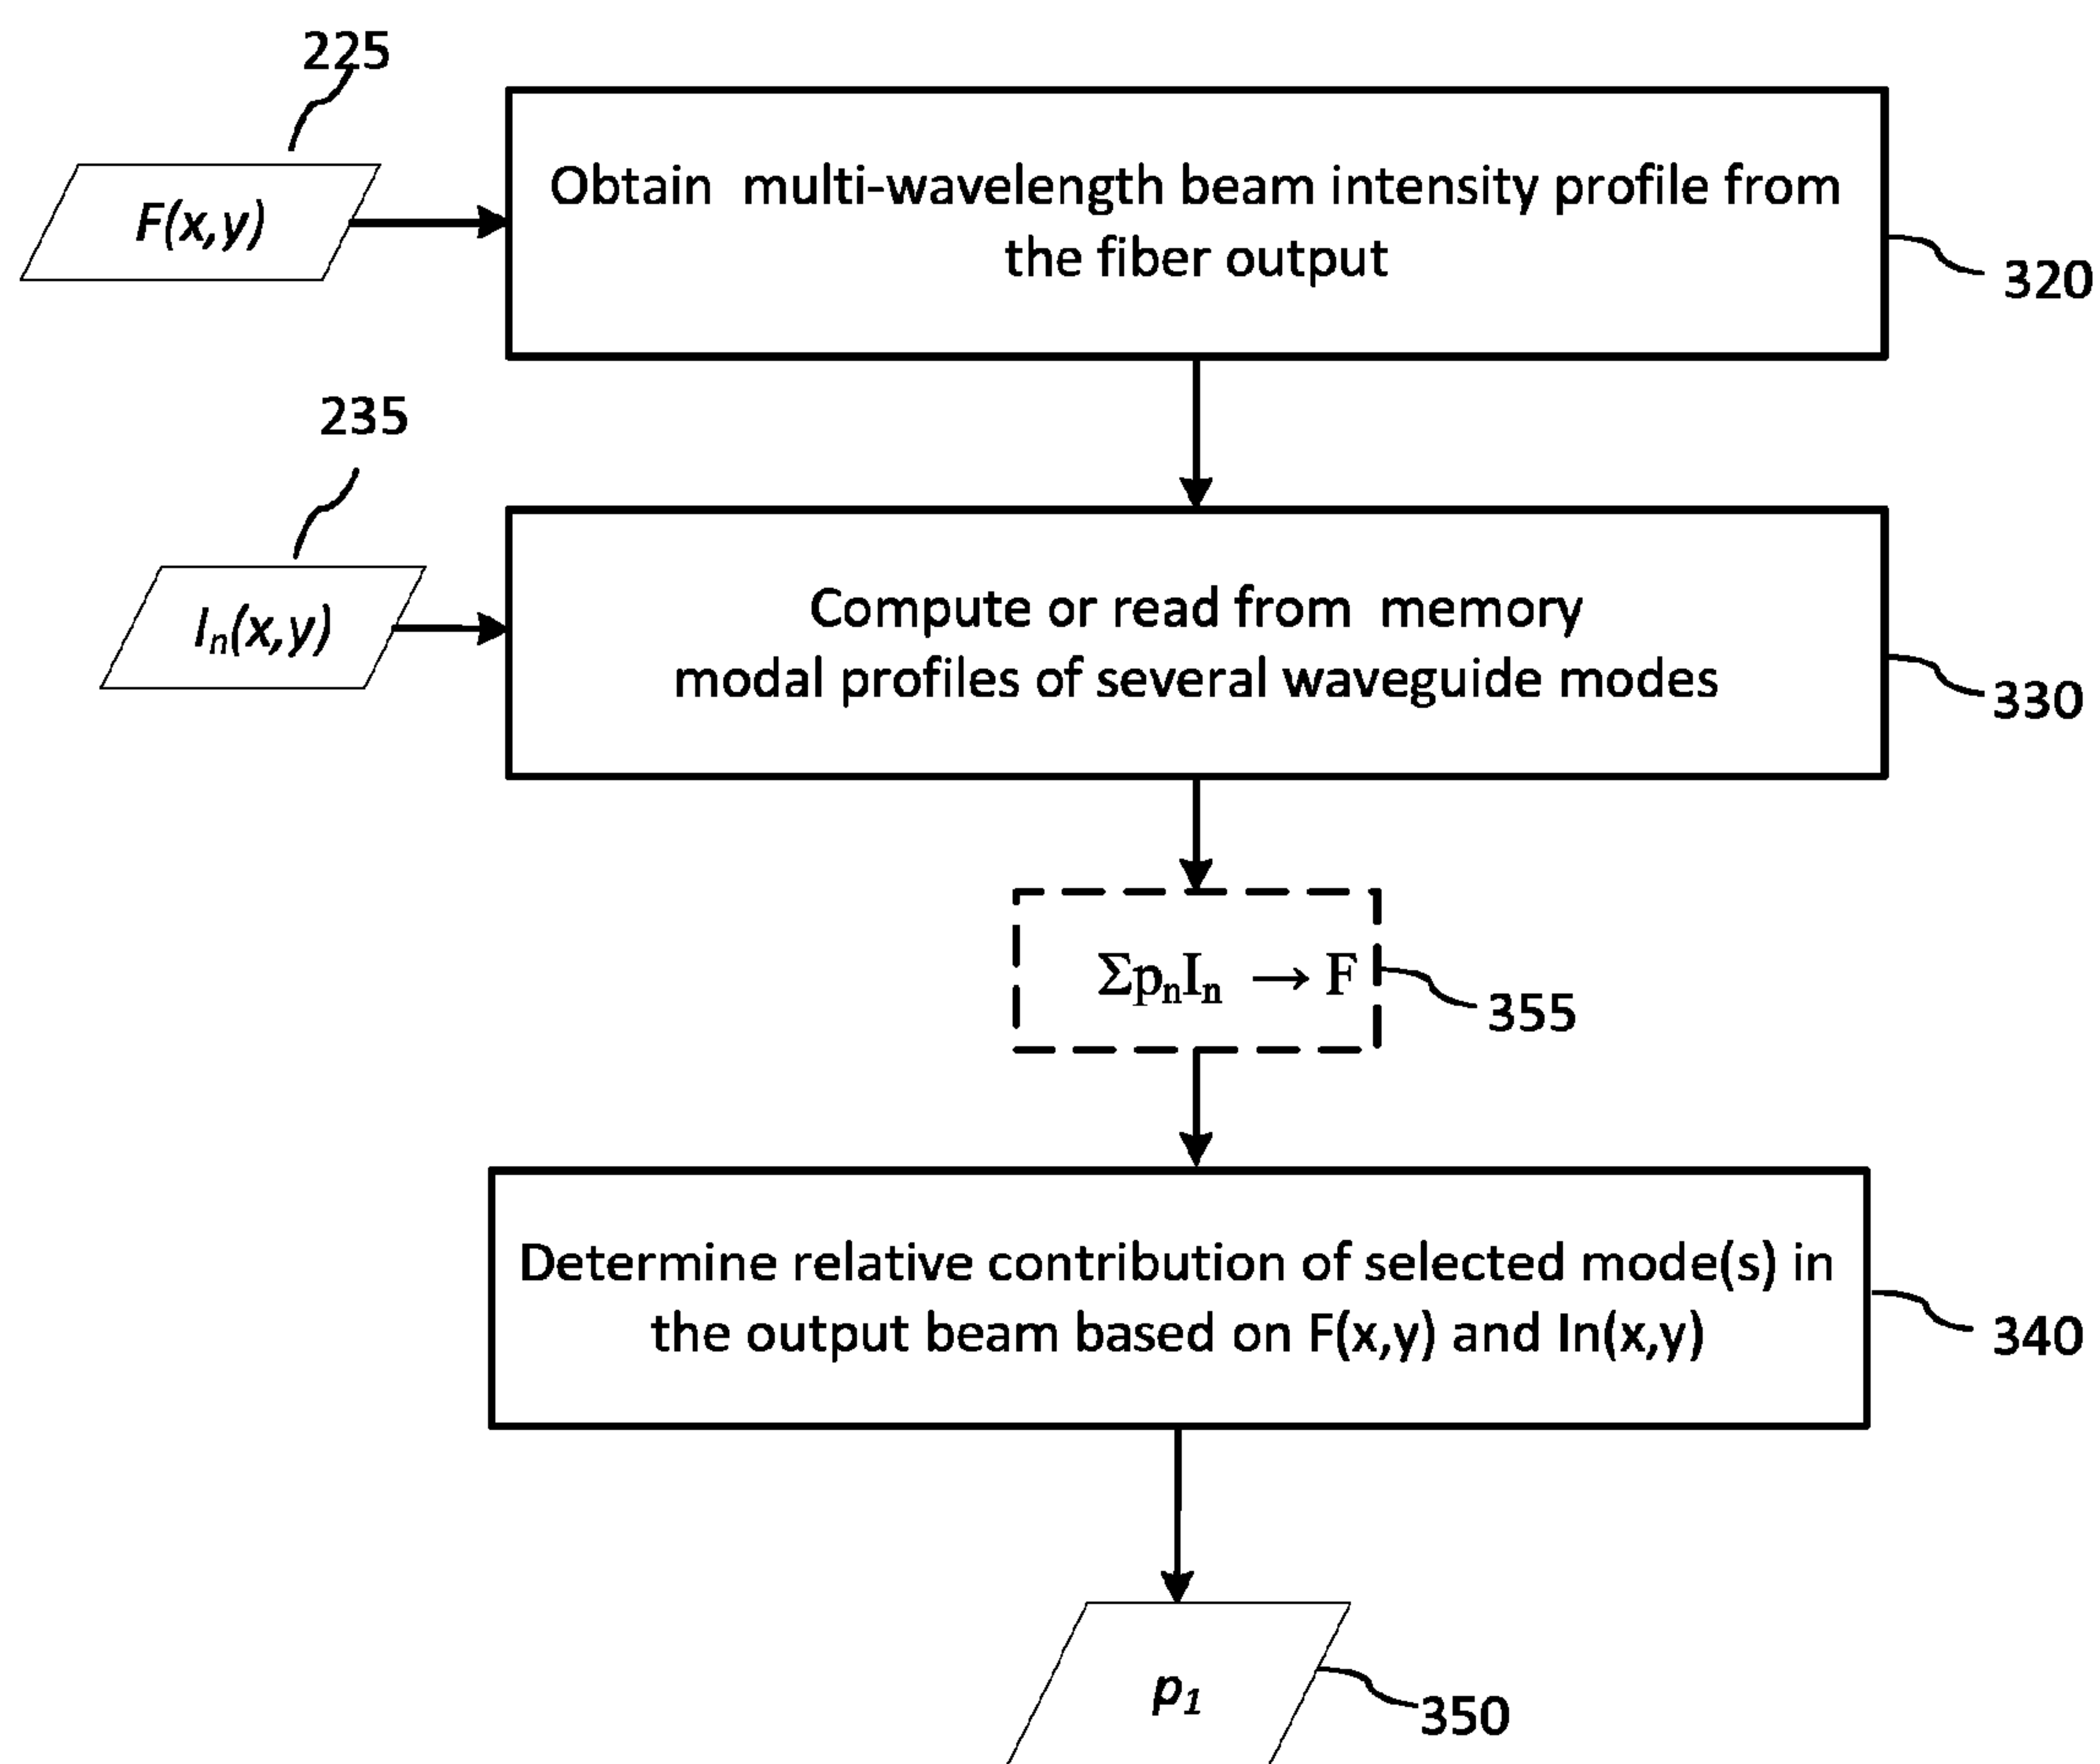 225
F(x,y)
Obtain multi-wavelength beam intensity profile from
the fiber output
320
235
In(x,y)
Compute or read from memory
modal profiles of several waveguide modes
330
ΣpnIn → F
355
Determine relative contribution of selected mode(s) in
the output beam based on F(x,y) and In(x,y)
340
p1
350